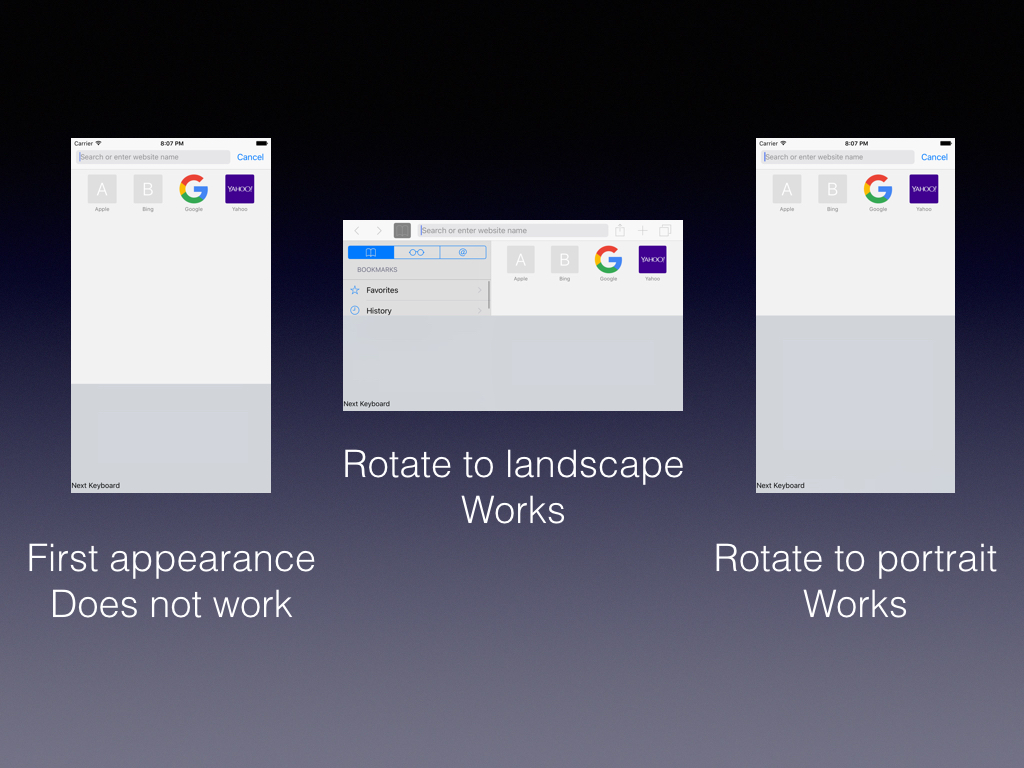 Carrier 8:07 PM
Search or enter website name Cancel
A B G YAHOO!
Apple Bing Google Yahoo
Next Keyboard
First appearance
Does not work
Search or enter website name
@
BOOKMARKS
Favorites
History
A B G YAHOO!
Apple Bing Google Yahoo
Next Keyboard
Rotate to landscape
Works
Carrier 8:07 PM
Search or enter website name Cancel
A B G YAHOO!
Apple Bing Google Yahoo
Next Keyboard
Rotate to portrait
Works